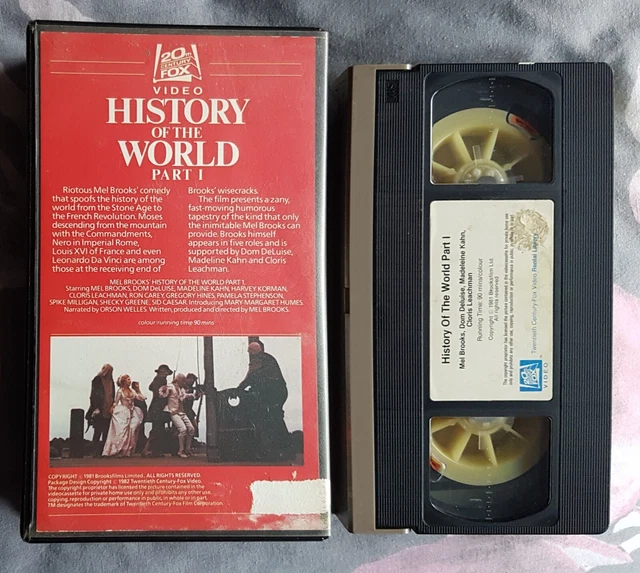 20th
CENTURY
FOX
VIDEO
HISTORY
OF THE
WORLD
PART I
Riotous Mel Brooks' comedy
that spoofs history of the
world from the Stone Age to
the French Revolution. Moses
descending from the mountain
with the Commandments,
Nero in Imperial Rome,
Louis XVI of France and even
Leonardo Da Vinci are among
those at the receiving end of
Brooks' wisecracks.
The film presents a zany,
fast-moving humorous
tapestry of the kind that only
the inimitable Mel Brooks can
provide. Brooks himself
appears in five roles and is
supported by Dom DeLuise,
Madeline Kahn and Cloris
Leachman.
MEL BROOKS' HISTORY OF THE WORLD-PART 1.
Starring MEL BROOKS, DOM DeLUISE, MADELINE KAHN, HARVEY KORMAN,
CLORIS LEACHMAN, RON CAREY, GREGORY HINES, PAMELA STEPHENSON,
SPIKE MILLIGAN, SHECKY GREENE, SID CAESAR. Introducing MARY MARGARET HUMES.
Narrated by ORSON WELLES. Written, produced and directed by MEL BROOKS.
colour: running time 90 mins
COPYRIGHT © 1981 Brooksfilms Limited, ALL RIGHTS RESERVED.
Package Design Copyright © 1982 Twentieth Century-Fox Video.
The copyright proprietor has licensed the picture contained in the
videocassette for private home use only and prohibits any other use
copying, reproduction or performance in public, in whole or in part.
TM designates the trademark of Twentieth Century-Fox Film Corporation.
History Of The World Part I
Mel Brooks, Dom Deluise, Madeleine Kahn,
Cloris Leachman
Running Time: 90 mins/colour
Copyright © 1981 Brooksfilm Ltd.
All rights reserved.
Twentieth Century-Fox Video Rental Library
20th
CENTURY
FOX
VIDEO